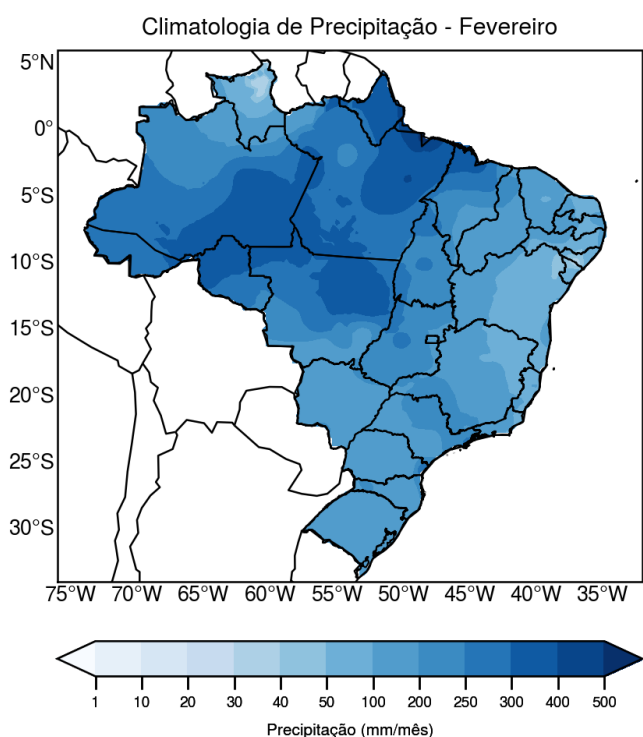 Climatologia de Precipitação - Fevereiro
5°N
0°
5°S
10°S
15°S
20°S
25°S
30°S
75°W 70°W 65°W 60°W 55°W 50°W 45°W 40°W 35°W
1 10 20 30 40 50 100 200 250 300 400 500
Precipitação (mm/mês)